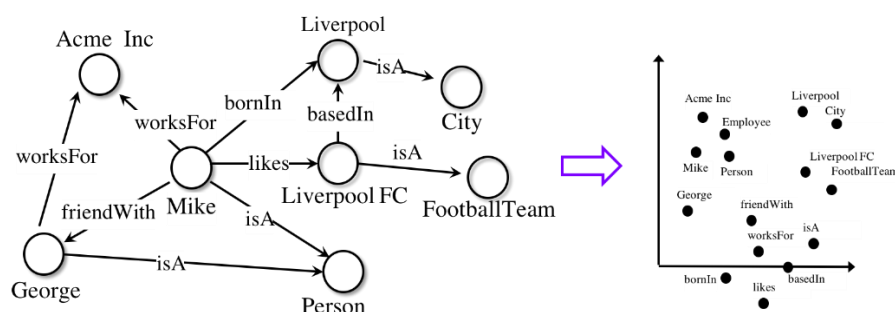 Acme Inc
Liverpool
isA
bornIn
City
worksFor
basedIn
worksFor
likes
isA
Mike
Liverpool FC
FootballTeam
friendWith
isA
George
isA
Person
Acme Inc
Liverpool
City
Employee
Mike
Person
Liverpool FC
FootballTeam
George
friendWith
worksFor
isA
bornIn
basedIn
likes